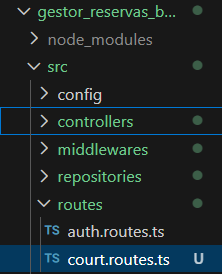 gestor_reservas_b...
node_modules
src
config
controllers
middlewares
repositories
routes
TS auth.routes.ts
TS court.routes.ts U